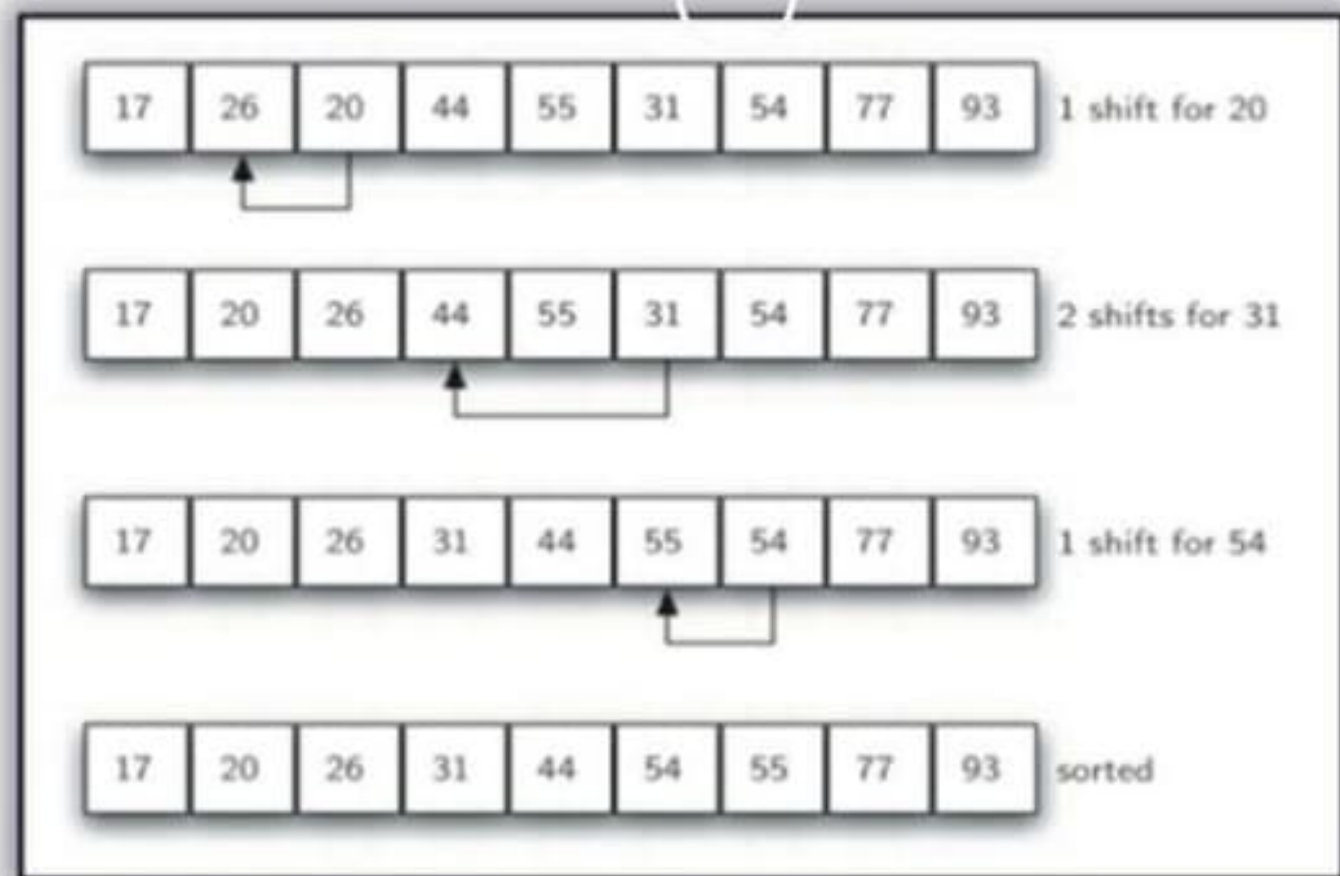 17 26 20 44 55 31 54 77 93 1 shift for 20
17 20 26 44 55 31 54 77 93 2 shifts for 31
17 20 26 31 44 55 54 77 93 1 shift for 54
17 20 26 31 44 54 55 77 93 sorted